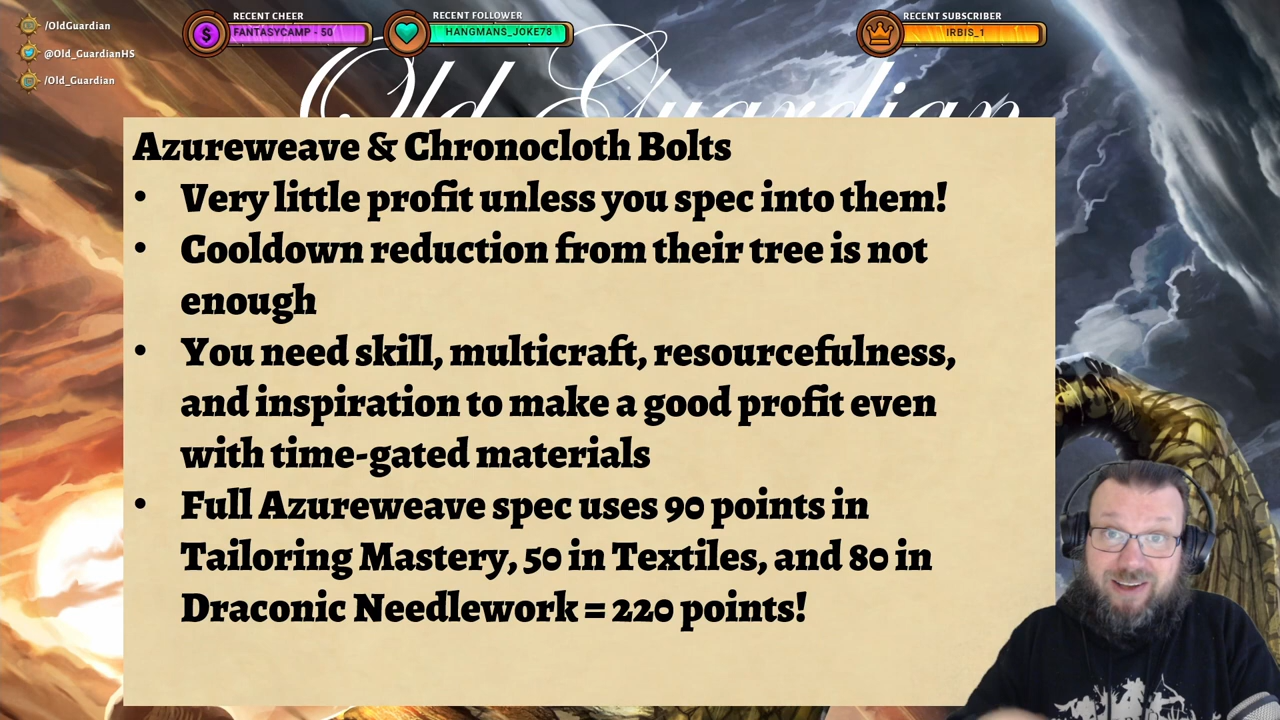 /OldGuardian
@Old_GuardianHS
/Old_Guardian
RECENT CHEER
FANTASYCAMP - 50
RECENT FOLLOWER
HANGMANS_JOKE78
RECENT SUBSCRIBER
IRBIS_1
Old Guardian
Azureweave & Chronocloth Bolts
• Very little profit unless you spec into them!
• Cooldown reduction from their tree is not
enough
• You need skill, multicraft, resourcefulness,
and inspiration to make a good profit even
with time-gated materials
• Full Azureweave spec uses 90 points in
Tailoring Mastery, 50 in Textiles, and 80 in
Draconic Needlework = 220 points!